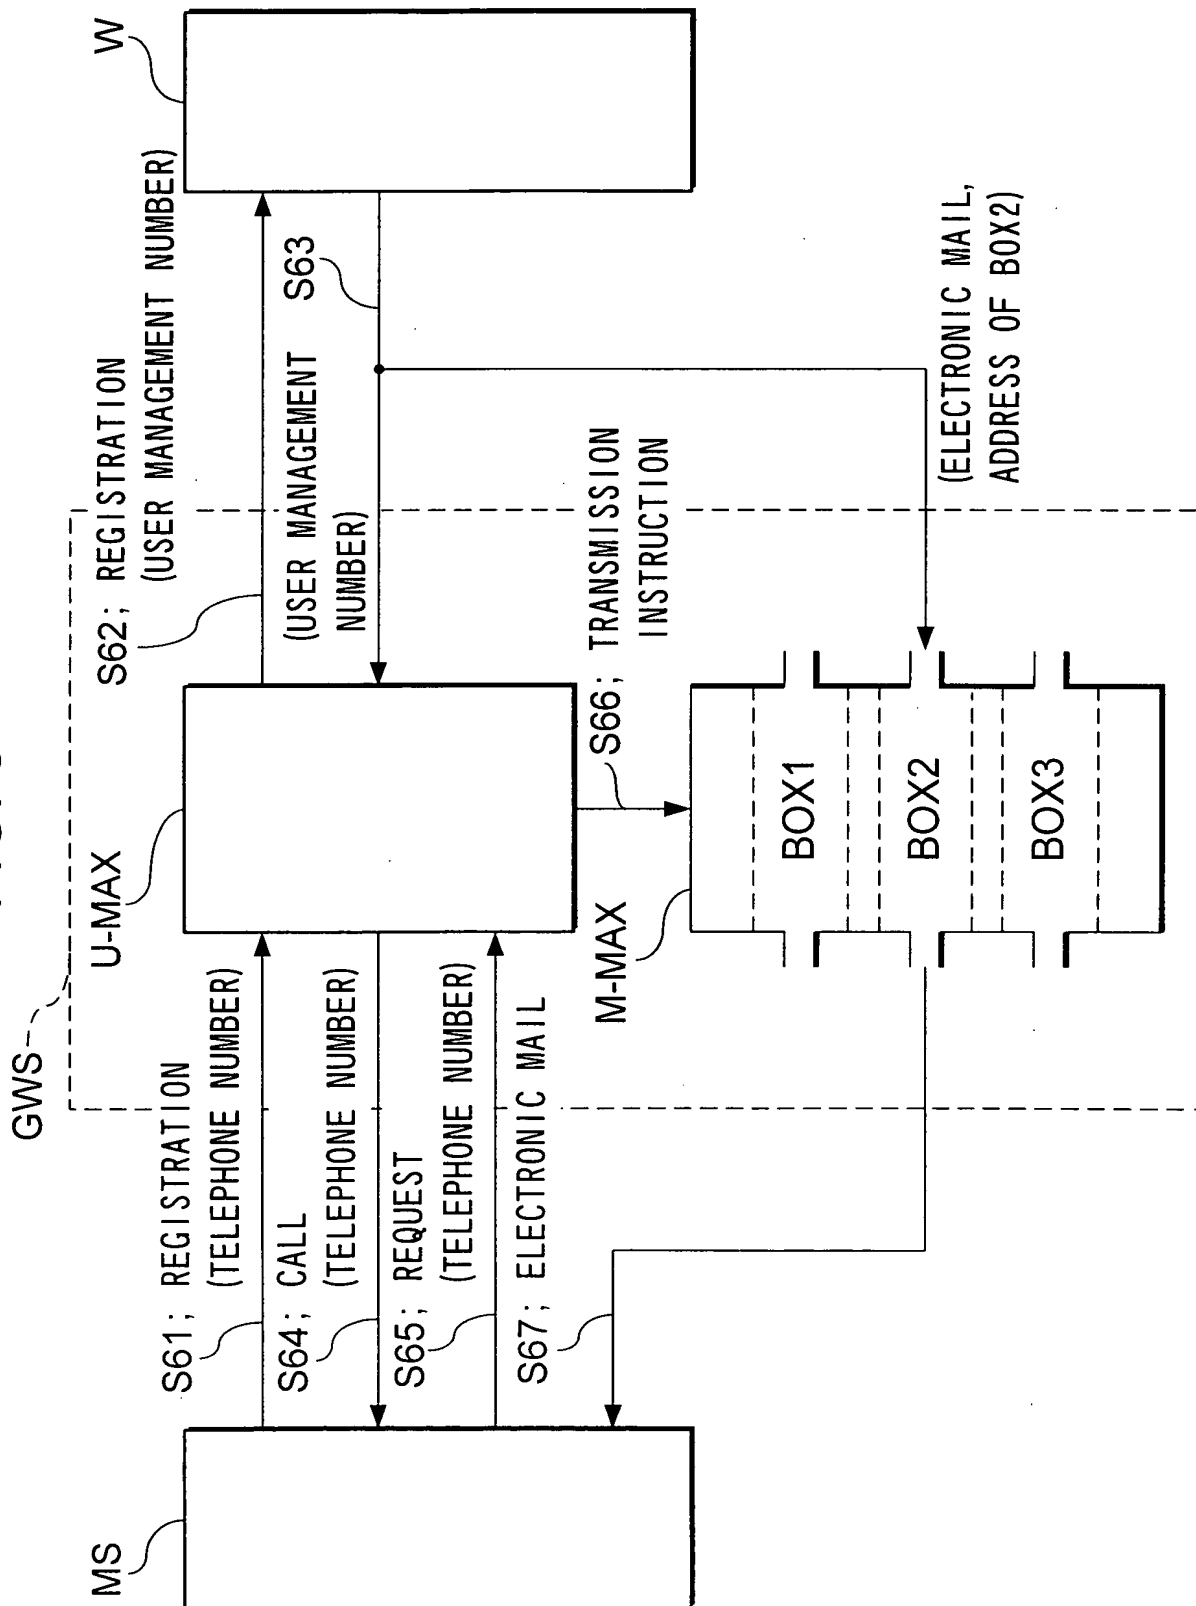 GWS
MS
U-MAX
W
S61; REGISTRATION
(TELEPHONE NUMBER)
S62; REGISTRATION
(USER MANAGEMENT NUMBER)
S64; CALL
(TELEPHONE NUMBER)
S63
(USER MANAGEMENT
NUMBER)
S65; REQUEST
(TELEPHONE NUMBER)
S66; TRANSMISSION
INSTRUCTION
S67; ELECTRONIC MAIL
M-MAX
BOX1
BOX2
BOX3
(ELECTRONIC MAIL,
ADDRESS OF BOX2)